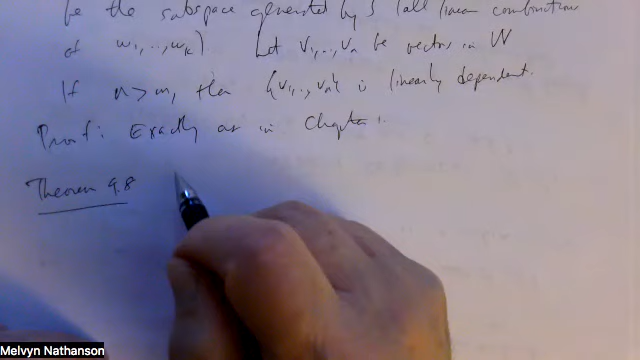 be the subspace generated by S (all linear combinations
of w1, ..., wk) Let v1, ..., vn be vectors in W
If n > m, then {v1, ..., vn} is linearly dependent.
Proof: Exactly as in Chapter 1.
Theorem 9.8
Melvyn Nathanson